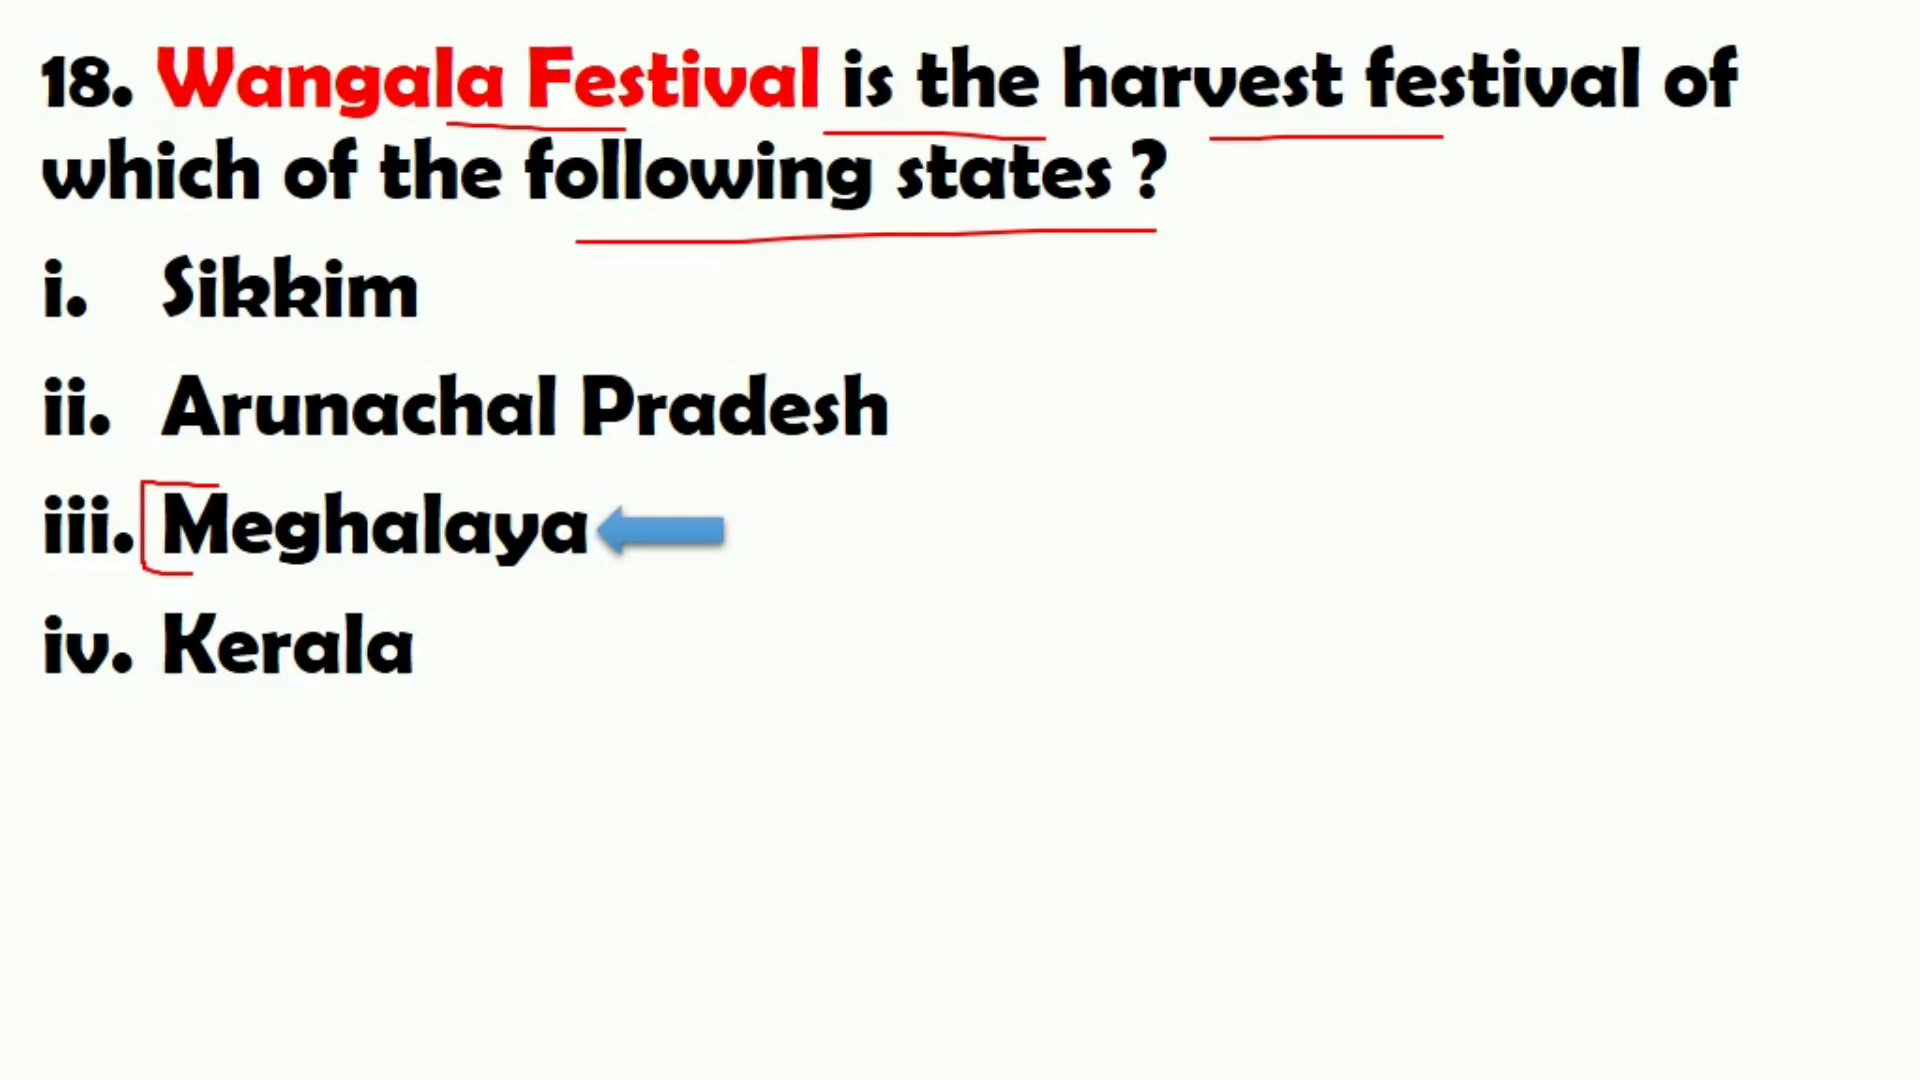 18. Wangala Festival is the harvest festival of
which of the following states ?
i. Sikkim
ii. Arunachal Pradesh
iii. Meghalaya
iv. Kerala